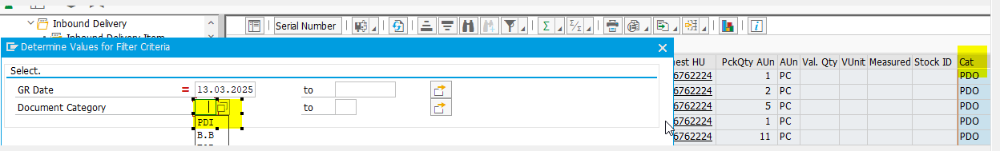 Inbound Delivery
Inbound Delivery Item
Serial Number
Determine Values for Filter Criteria
Select.
GR Date = 13.03.2025 to
Document Category to
PDI
B.B
hest HU PckQty AUn AUn Val. Qty VUnit Measured Stock ID Cat
6762224 1 PC PDO
6762224 2 PC PDO
6762224 5 PC PDO
6762224 1 PC PDO
6762224 11 PC PDO